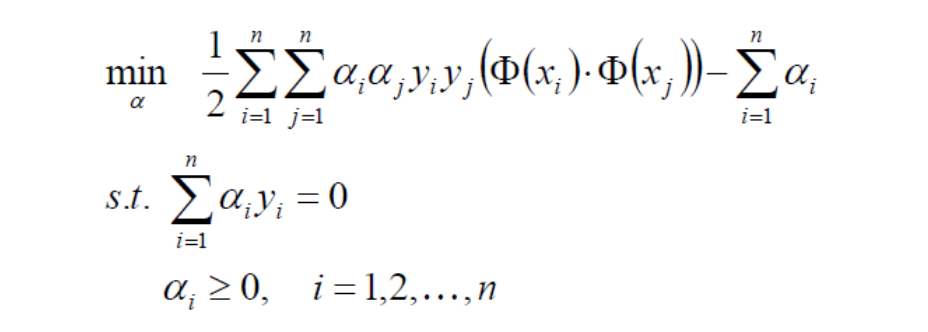 min_α 1/2 ∑_{i=1}^{n} ∑_{j=1}^{n} α_i α_j y_i y_j (Φ(x_i)·Φ(x_j)) − ∑_{i=1}^{n} α_i
s.t. ∑_{i=1}^{n} α_i y_i = 0
α_i ≥ 0, i = 1,2,…,n